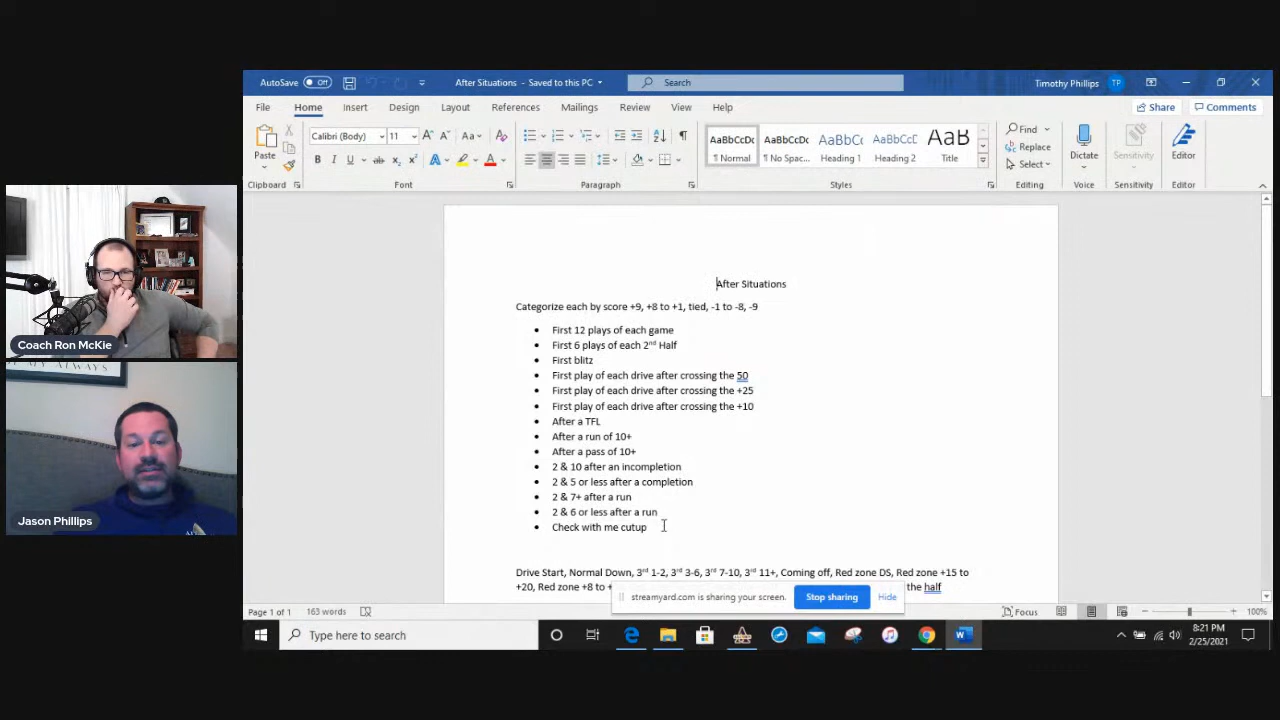 AutoSave Off After Situations - Saved to this PC Search Timothy Phillips TP
File Home Insert Design Layout References Mailings Review View Help Share Comments
Paste
Calibri (Body) 11
Find
Replace
Select
Clipboard Font Paragraph Styles Editing Voice Sensitivity Editor
AaBbCcDc AaBbCcDc AaBbC( AaBbCcD AaB
¶ Normal ¶ No Spac... Heading 1 Heading 2 Title
Dictate Sensitivity Editor
After Situations
Categorize each by score +9, +8 to +1, tied, -1 to -8, -9
• First 12 plays of each game
• First 6 plays of each 2nd Half
• First blitz
• First play of each drive after crossing the 50
• First play of each drive after crossing the +25
• First play of each drive after crossing the +10
• After a TFL
• After a run of 10+
• After a pass of 10+
• 2 & 10 after an incompletion
• 2 & 5 or less after a completion
• 2 & 7+ after a run
• 2 & 6 or less after a run
• Check with me cutup
Drive Start, Normal Down, 3rd 1-2, 3rd 3-6, 3rd 7-10, 3rd 11+, Coming off, Red zone DS, Red zone +15 to
+20, Red zone +8 to + the half
streamyard.com is sharing your screen. Stop sharing Hide
Page 1 of 1 163 words Focus 100%
Type here to search
8:21 PM
2/25/2021
Coach Ron McKie
ALWAYS
Jason Phillips